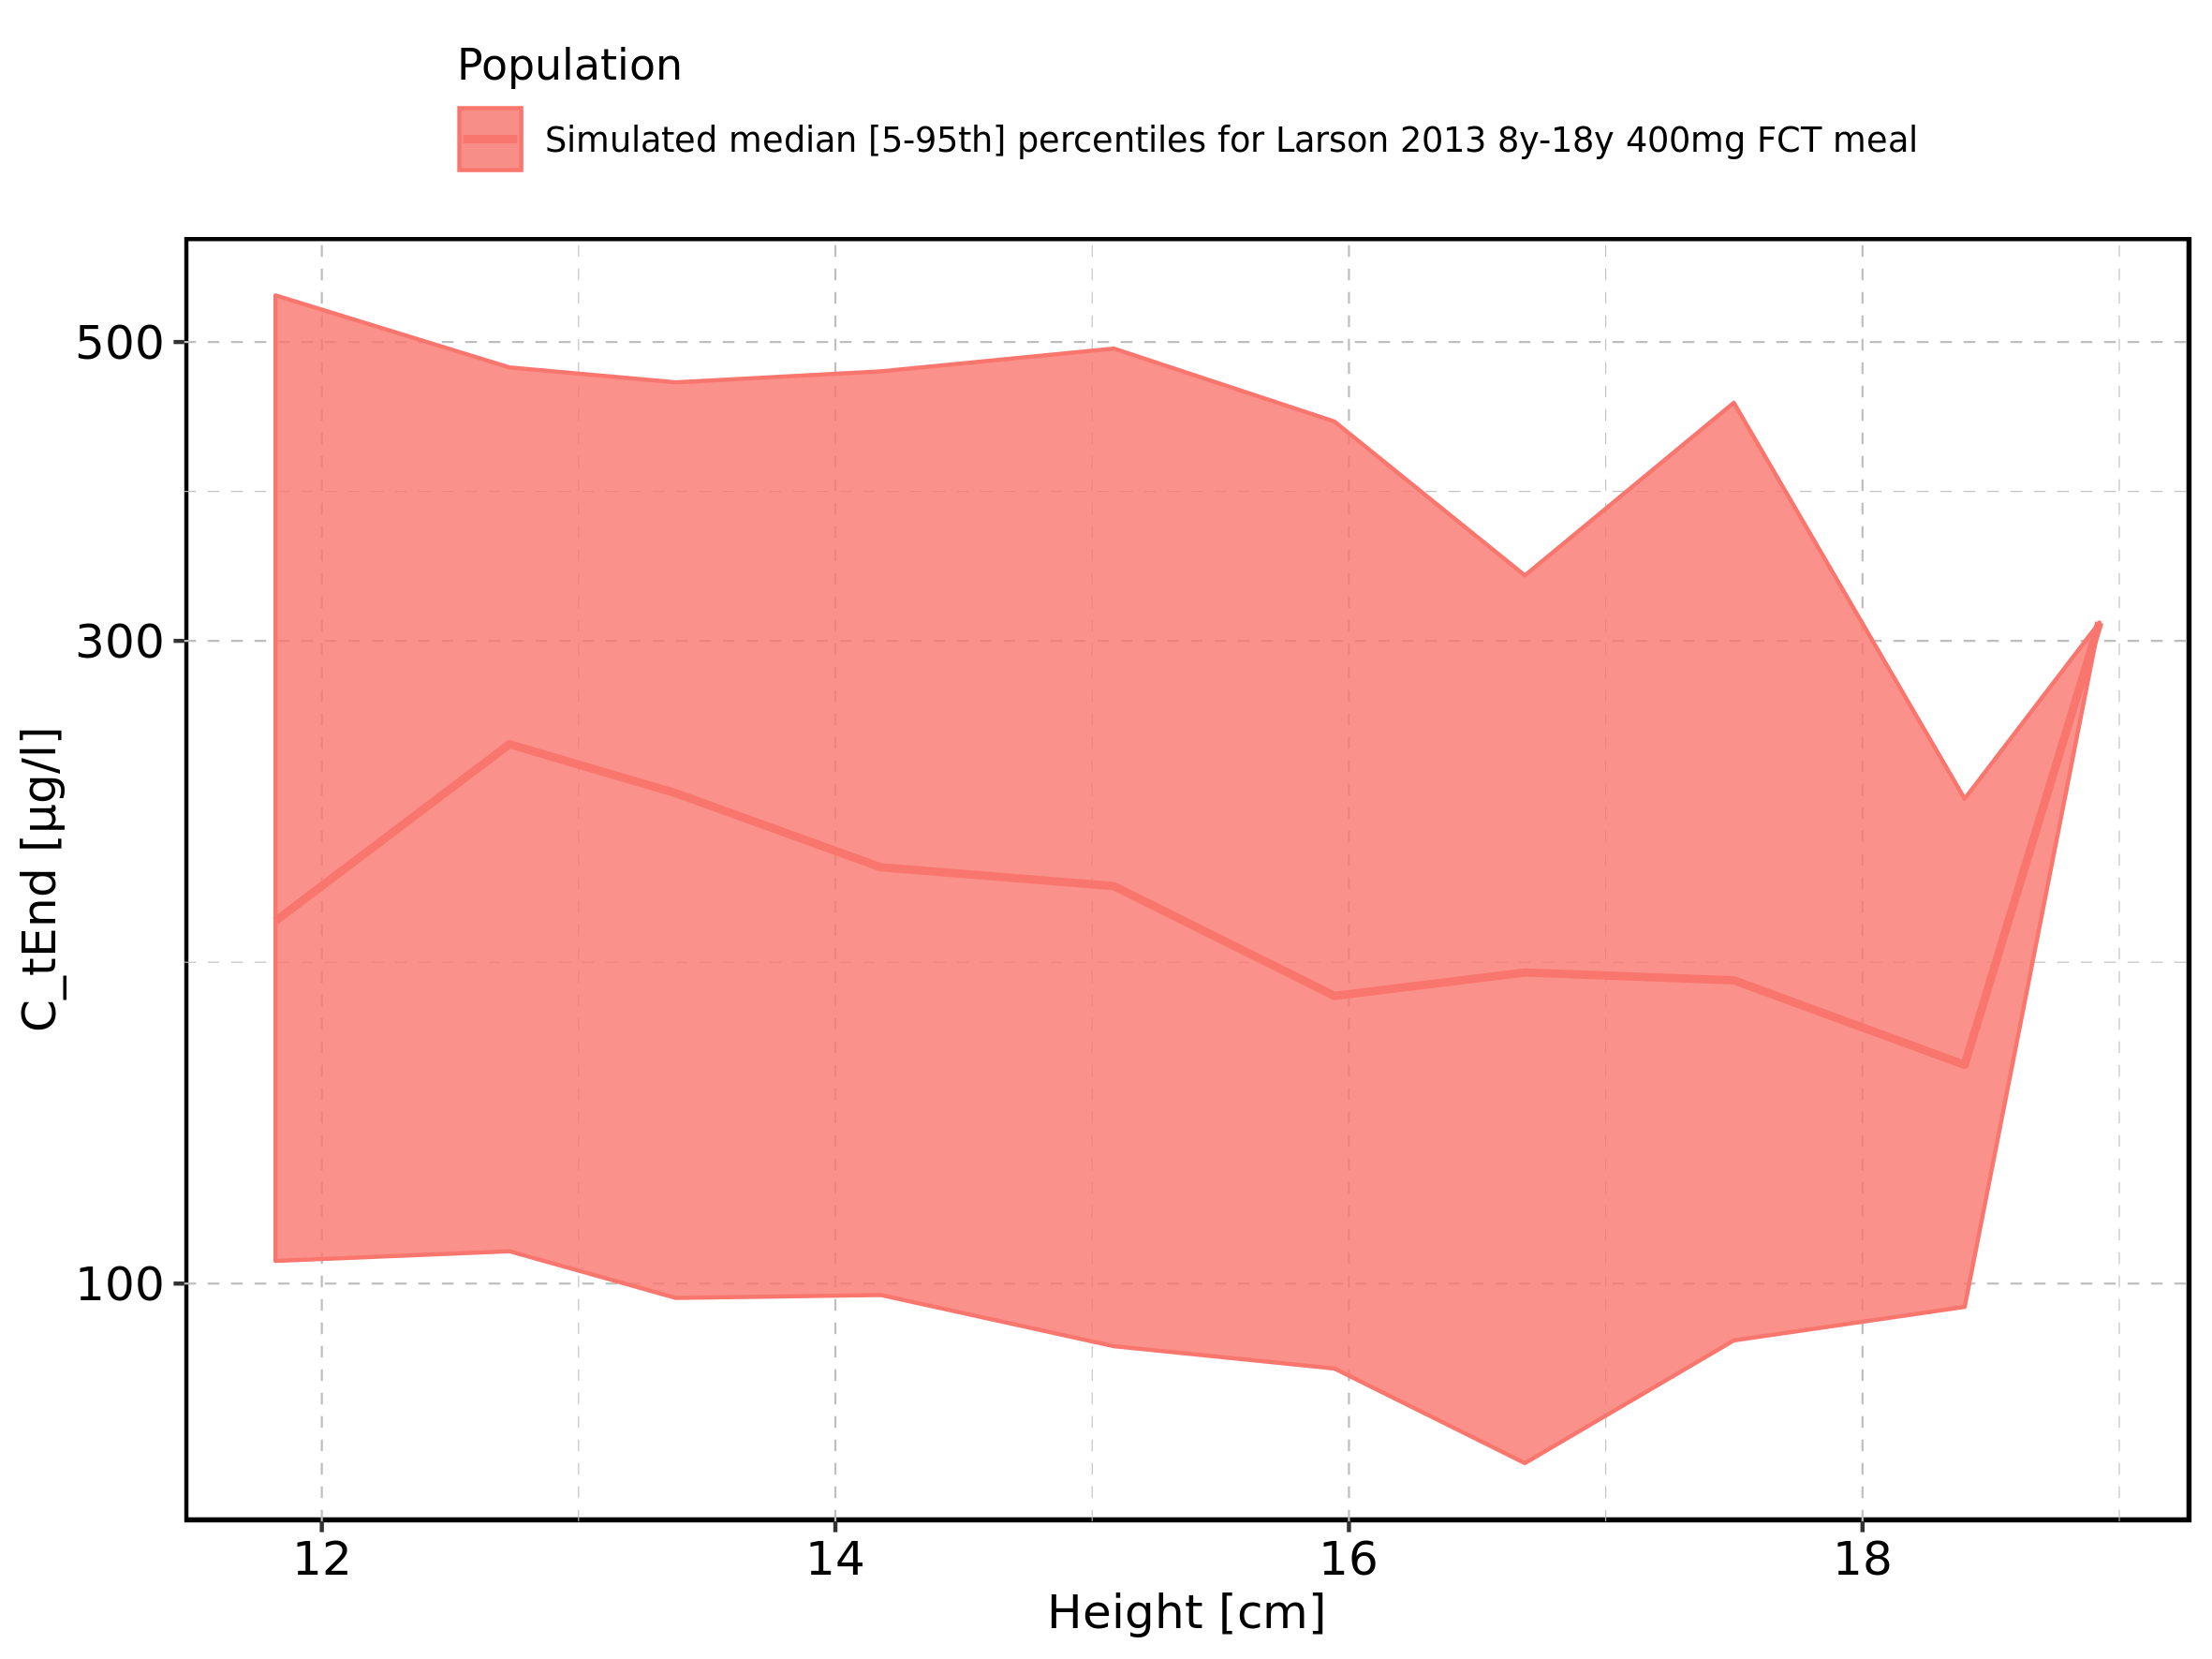 Population
Simulated median [5-95th] percentiles for Larson 2013 8y-18y 400mg FCT meal
500
300
100
C_tEnd [µg/l]
12 14 16 18
Height [cm]